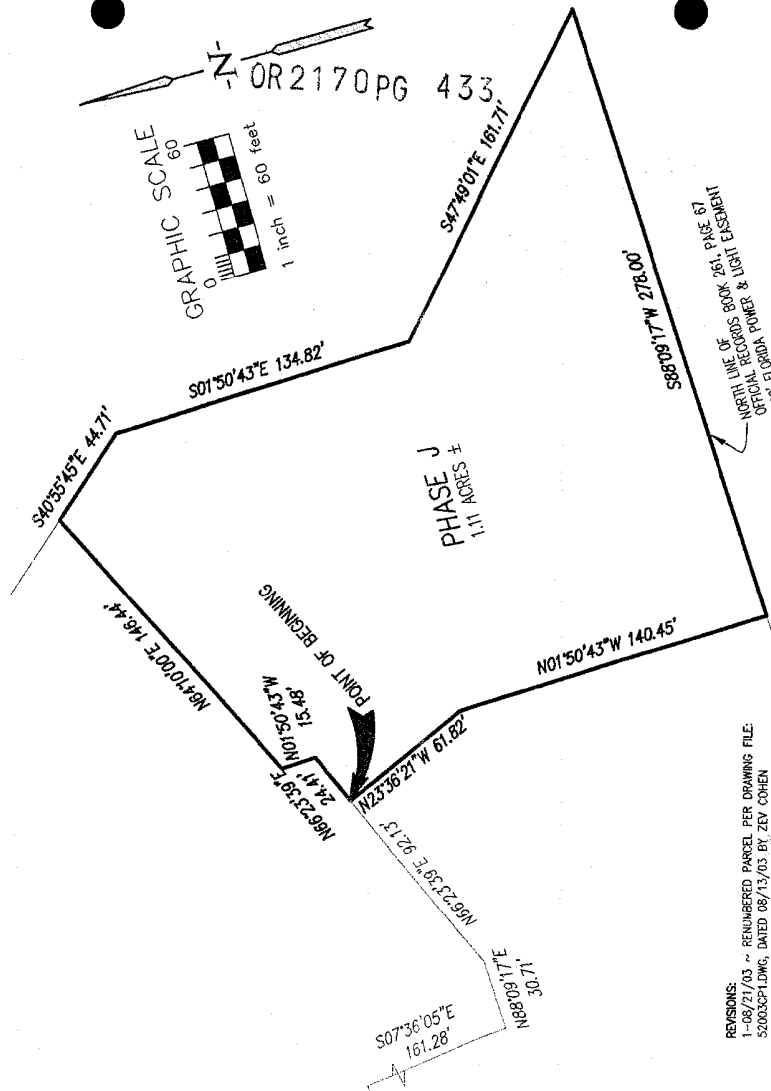 OR2170PG 433
N
GRAPHIC SCALE
0 60
1 inch = 60 feet
S47°49'01"E 161.71'
S01°50'43"E 134.82'
S40°55'45"E 44.71'
N64°10'00"E 146.44'
N01°50'43"W
15.48'
N66°23'39"E
24.41'
POINT OF BEGINNING
PHASE J
1.11 ACRES ±
S88°09'17"W 278.00'
NORTH LINE OF
OFFICIAL RECORDS BOOK 261, PAGE 67
FLORIDA POWER & LIGHT EASEMENT
N01°50'43"W 140.45'
N23°36'21"W 61.82'
N66°23'39"E 92.13'
N88°09'17"E
30.71'
S07°36'05"E
161.28'
REVISIONS:
1-08/21/03 ~ RENUMBERED PARCEL PER DRAWING FILE:
52003CP1.DWG, DATED 08/13/03 BY ZEV COHEN